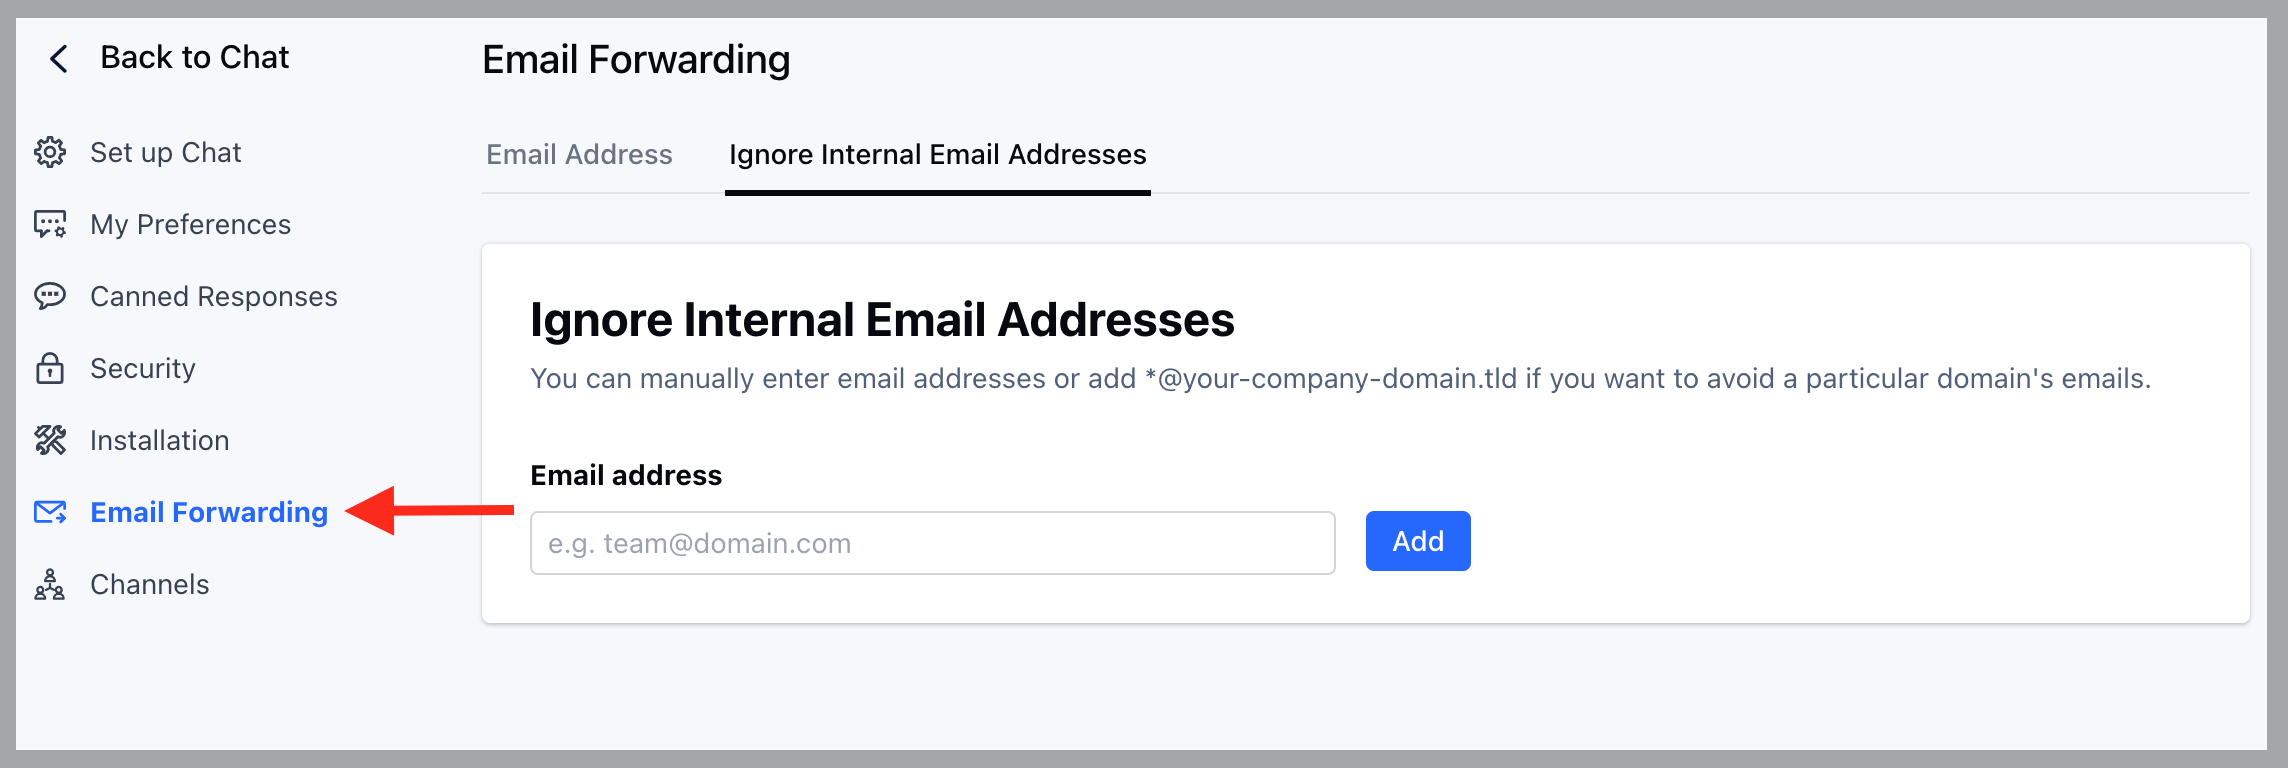 Back to Chat
Set up Chat
My Preferences
Canned Responses
Security
Installation
Email Forwarding
Channels
Email Forwarding
Email Address
Ignore Internal Email Addresses
Ignore Internal Email Addresses
You can manually enter email addresses or add *@your-company-domain.tld if you want to avoid a particular domain's emails.
Email address
e.g. team@domain.com
Add